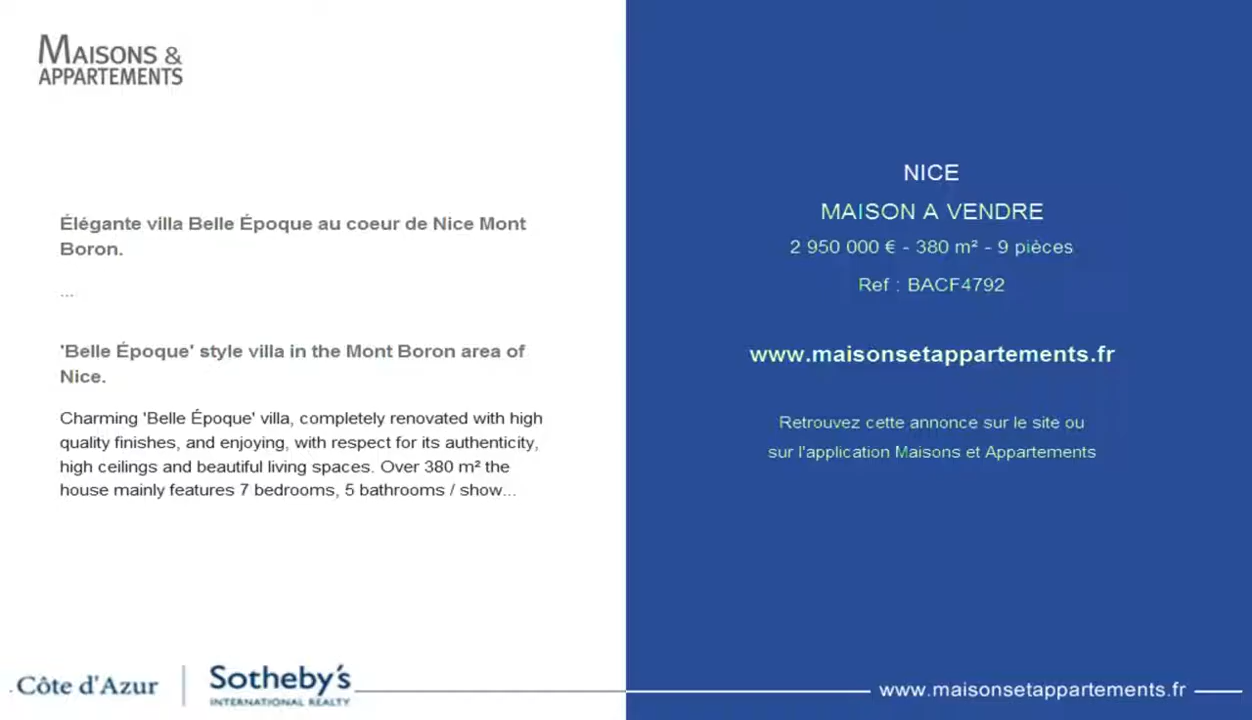 MAISONS &
APPARTEMENTS
Élégante villa Belle Époque au coeur de Nice Mont
Boron.
...
'Belle Époque' style villa in the Mont Boron area of
Nice.
Charming 'Belle Époque' villa, completely renovated with high
quality finishes, and enjoying, with respect for its authenticity,
high ceilings and beautiful living spaces. Over 380 m² the
house mainly features 7 bedrooms, 5 bathrooms / show...
Côte d'Azur
Sotheby's
INTERNATIONAL REALTY
NICE
MAISON A VENDRE
2 950 000 € - 380 m² - 9 pièces
Ref : BACF4792
www.maisonsetappartements.fr
Retrouvez cette annonce sur le site ou
sur l'application Maisons et Appartements
www.maisonsetappartements.fr